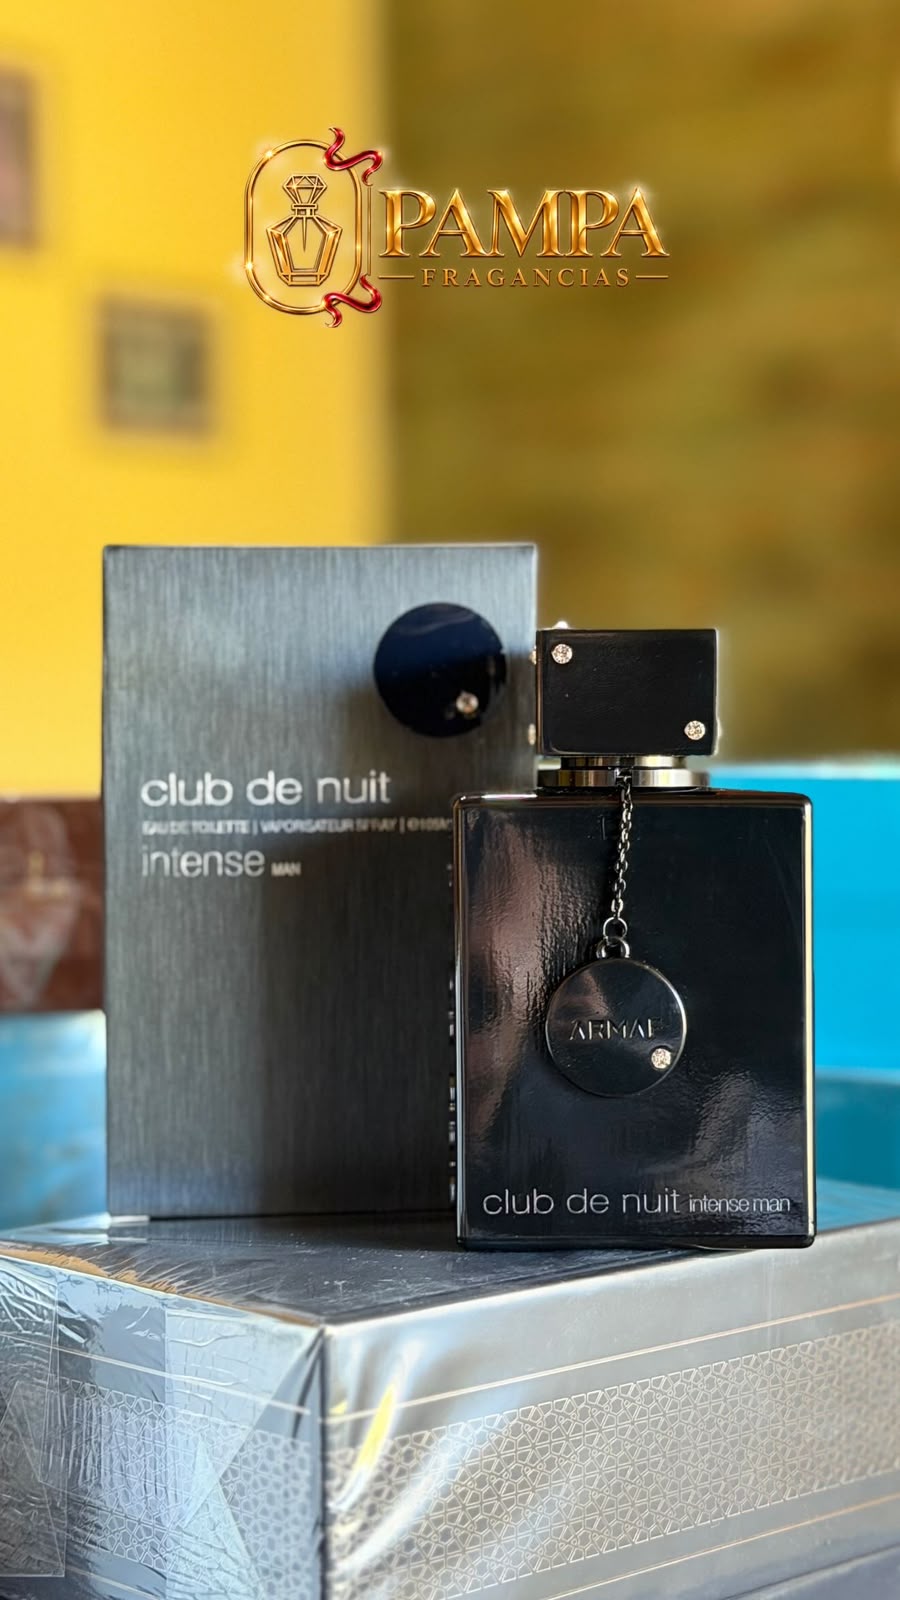 PAMPA
FRAGANCIAS
club de nuit
EAU DE TOILETTE | VAPORISATEUR SPRAY |
intense MAN
ARMAF
club de nuit intense man